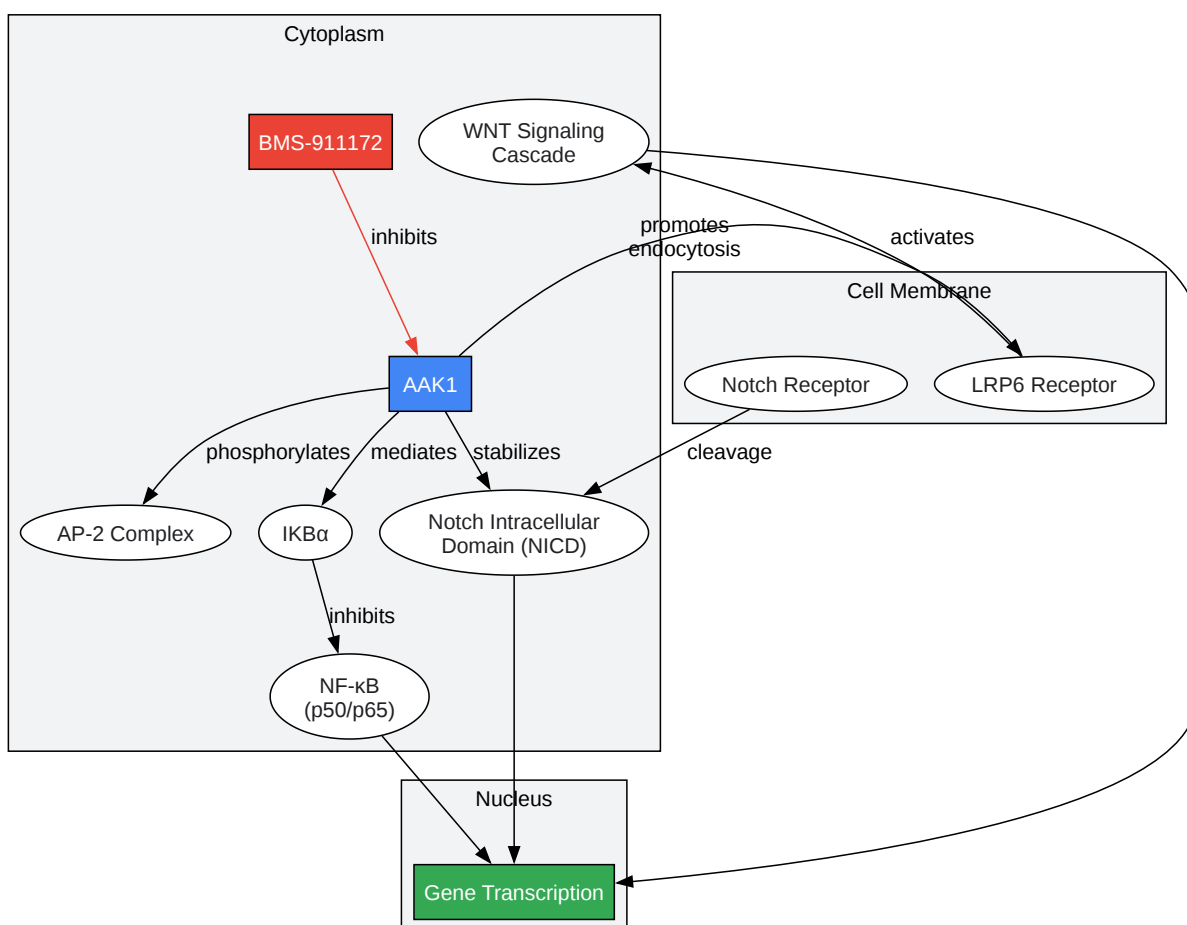 Cytoplasm
BMS-911172
WNT Signaling
Cascade
inhibits
promotes
endocytosis
activates
Cell Membrane
AAK1
Notch Receptor
LRP6 Receptor
phosphorylates
mediates
stabilizes
cleavage
AP-2 Complex
IKBα
Notch Intracellular
Domain (NICD)
inhibits
NF-κB
(p50/p65)
Nucleus
Gene Transcription